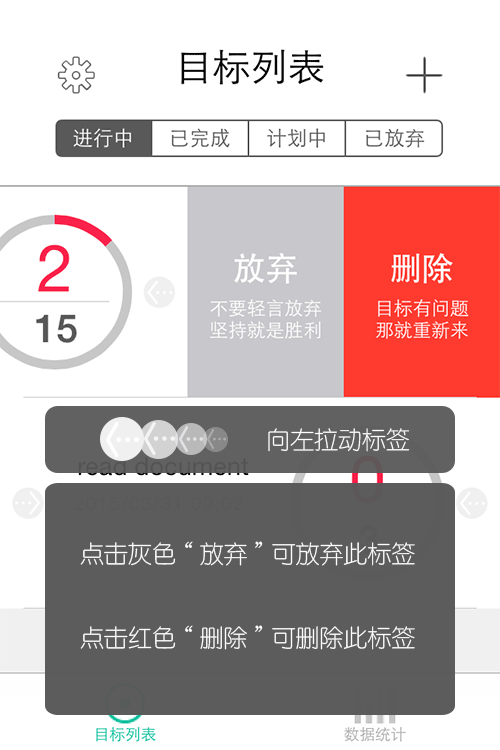 目标列表
进行中
已完成
计划中
已放弃
2
15
放弃
不要轻言放弃
坚持就是胜利
删除
目标有问题
那就重新来
向左拉动标签
read document
0
点击灰色“放弃”可放弃此标签
点击红色“删除”可删除此标签
目标列表
数据统计